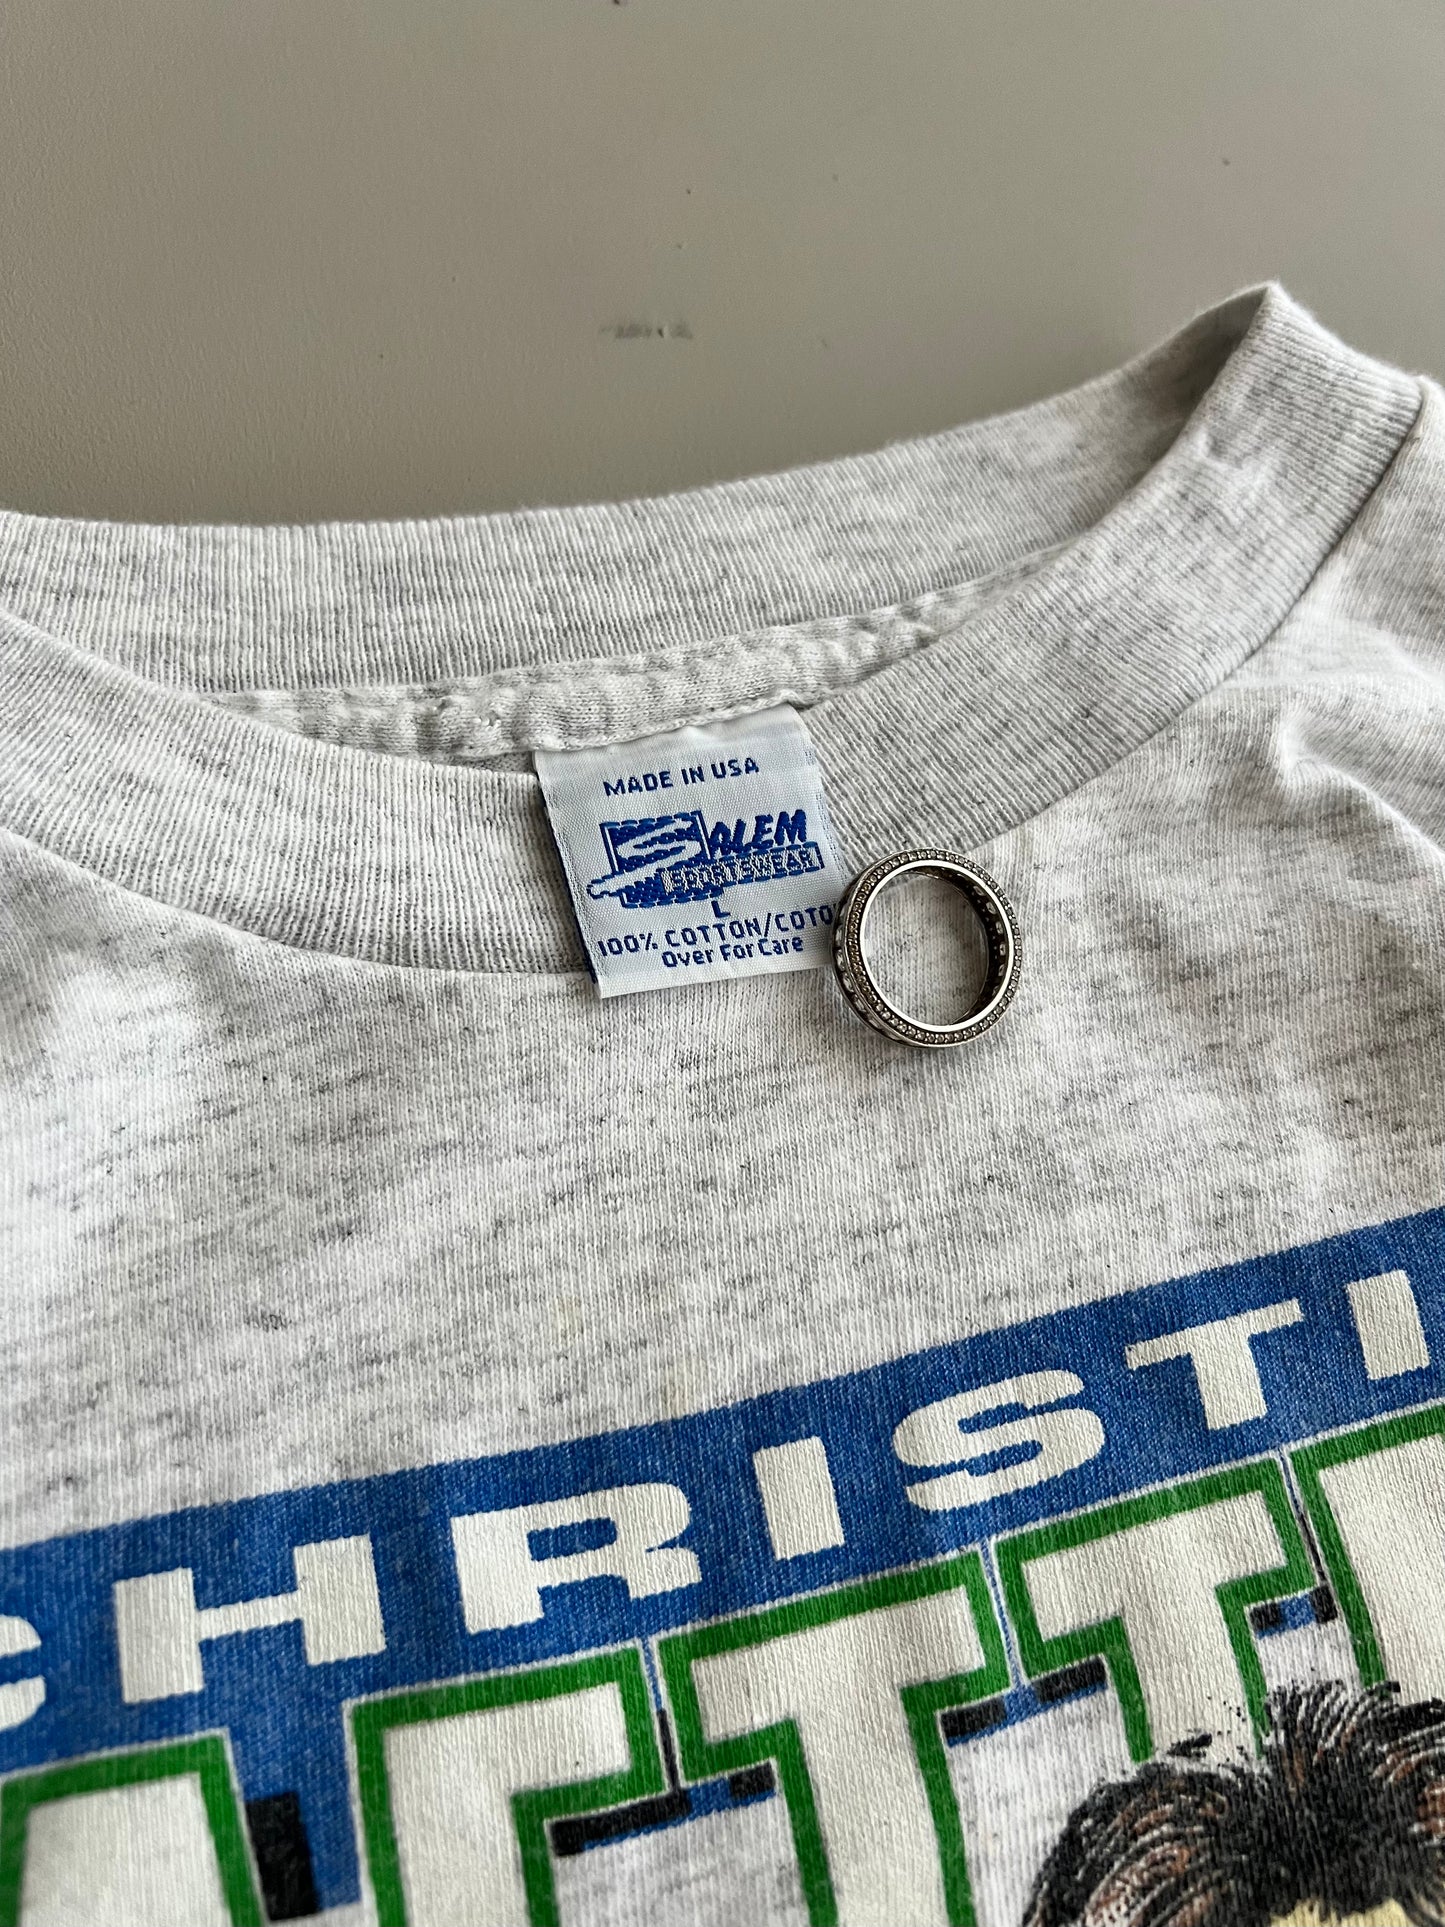 MADE IN USA
SALEM
SPORTSWEAR
L
100% COTTON/COTO
Over For Care
CHRISTI